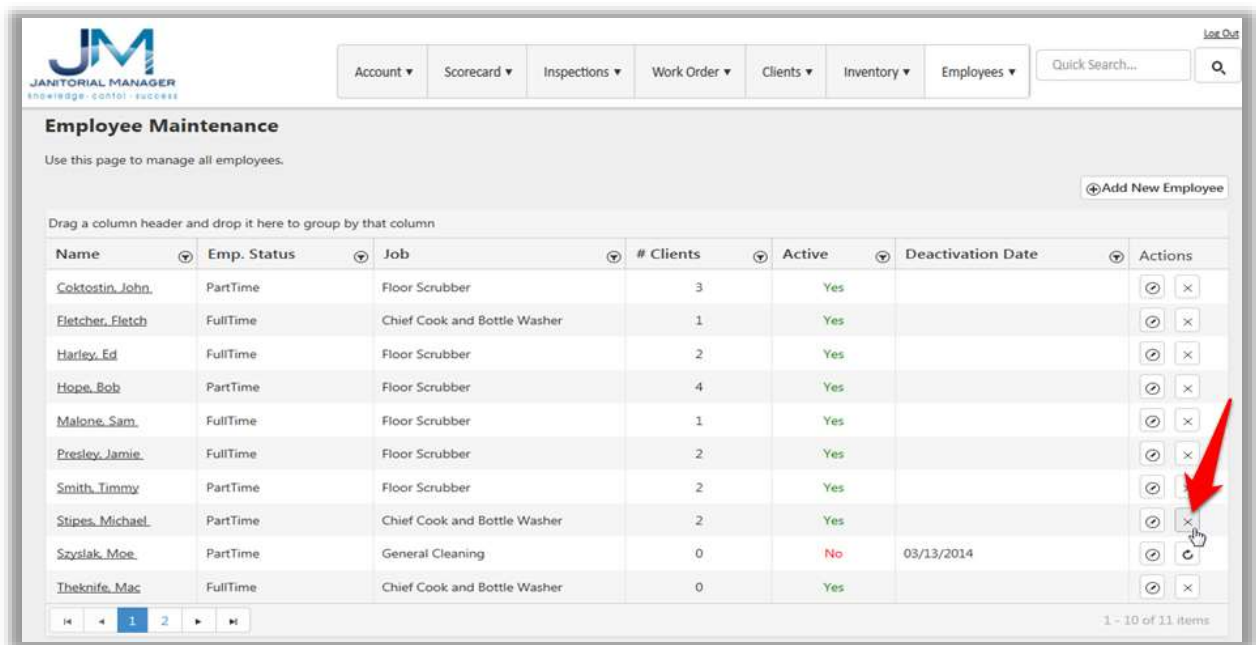 Log Out
JM
JANITORIAL MANAGER
knowledge · contol · success
Account ▾ Scorecard ▾ Inspections ▾ Work Order ▾ Clients ▾ Inventory ▾ Employees ▾ Quick Search...
Employee Maintenance
Use this page to manage all employees.
Add New Employee
Drag a column header and drop it here to group by that column
Name Emp. Status Job # Clients Active Deactivation Date Actions
Coktostin, John PartTime Floor Scrubber 3 Yes
Fletcher, Fletch FullTime Chief Cook and Bottle Washer 1 Yes
Harley, Ed FullTime Floor Scrubber 2 Yes
Hope, Bob PartTime Floor Scrubber 4 Yes
Malone, Sam FullTime Floor Scrubber 1 Yes
Presley, Jamie FullTime Floor Scrubber 2 Yes
Smith, Timmy PartTime Floor Scrubber 2 Yes
Stipes, Michael PartTime Chief Cook and Bottle Washer 2 Yes
Szyslak, Moe PartTime General Cleaning 0 No 03/13/2014
Theknife, Mac FullTime Chief Cook and Bottle Washer 0 Yes
1 2 1 - 10 of 11 items